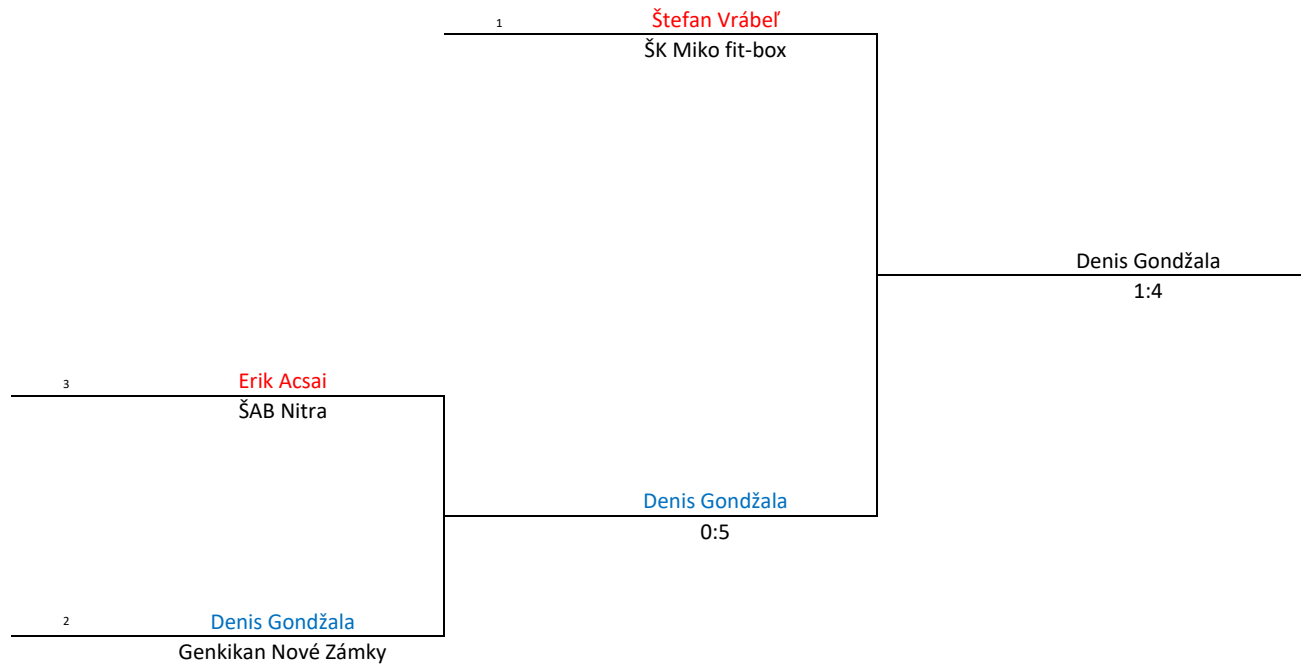 1 Štefan Vrábeľ
ŠK Miko fit-box
Denis Gondžala
1:4
3 Erik Acsai
ŠAB Nitra
Denis Gondžala
0:5
2 Denis Gondžala
Genkikan Nové Zámky